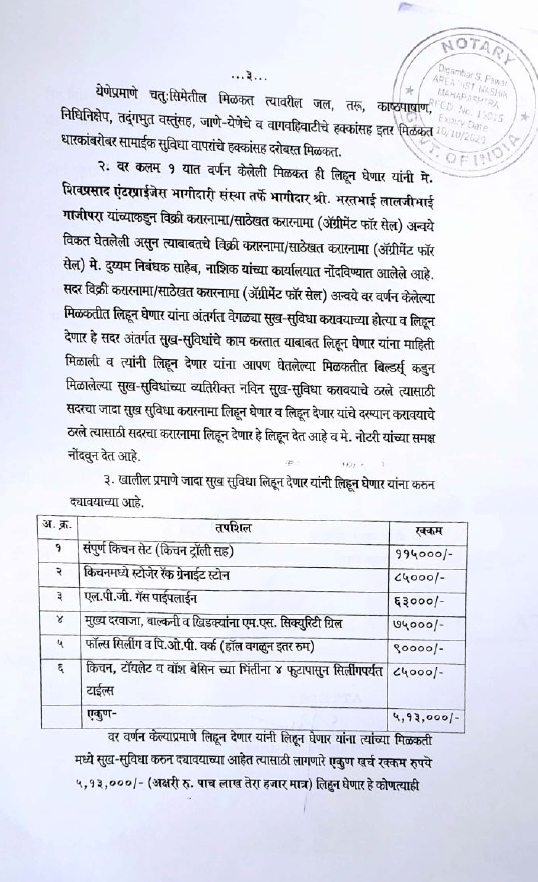 ...३...
NOTARY
Digambar S. Pawar
AREA DIST NASHIK
MAHARASHTRA
REGD. No. 13015
Expiry Date
10/10/2029
GOVT. OF INDIA
येणेप्रमाणे चतु:सिमेतील मिळकत त्यावरील जल, तरू, काष्ठपाषाण,
निधिनिक्षेप, तद्ंगभुत वस्तुंसह, जाणे-येणेचे व वागवहिवाटीचे हक्कांसह इतर मिळकत
धारकांबरोबर सामाईक सुविधा वापरांचे हक्कांसह दरोबस्त मिळकत.
२. वर कलम १ यात वर्णन केलेली मिळकत ही लिहून घेणार यांनी मे.
शिवप्रसाद एंटरप्राईजेस भागीदारी संस्था तर्फे भागीदार श्री. भरतभाई लालजीभाई
गाजीपरा यांच्याकडुन विक्री करारनामा/साठेखत करारनामा (अ‍ॅग्रीमेंट फॉर सेल) अन्वये
विकत घेतलेली असुन त्याबाबतचे विक्री करारनामा/साठेखत करारनामा (अ‍ॅग्रीमेंट फॉर
सेल) मे. दुय्यम निबंधक साहेब, नाशिक यांच्या कार्यालयात नोंदविण्यात आलेले आहे.
सदर विक्री करारनामा/साठेखत करारनामा (अ‍ॅग्रीमेंट फॉर सेल) अन्वये वर वर्णन केलेल्या
मिळकतीत लिहून घेणार यांना अंतर्गत वेगळ्या सुख-सुविधा करावयाच्या होत्या व लिहून
देणार हे सदर अंतर्गत सुख-सुविधांचे काम करतात याबाबत लिहून घेणार यांना माहिती
मिळाली व त्यांनी लिहून देणार यांना आपण घेतलेल्या मिळकतीत बिल्डर्स् कडुन
मिळालेल्या सुख-सुविधांच्या व्यतिरीक्त नविन सुख-सुविधा करावयाचे ठरले त्यासाठी
सदरचा जादा सुख सुविधा करारनामा लिहून घेणार व लिहून देणार यांचे दरम्यान करावयाचे
ठरले त्यासाठी सदरचा करारनामा लिहून देणार हे लिहून देत आहे व मे. नोटरी यांच्या समक्ष
नोंदवुन देत आहे.
३. खालील प्रमाणे जादा सुख सुविधा लिहून देणार यांनी लिहून घेणार यांना करुन
द्यावयाच्या आहे.
अ. क्र. तपशिल रक्कम
१ संपुर्ण किचन सेट (किचन ट्रॉली सह) ११५०००/-
२ किचनमध्ये स्टोजेर रॅक ग्रेनाईट स्टोन ८५०००/-
३ एल.पी.जी. गॅस पाईपलाईन ६३०००/-
४ मुख्य दरवाजा, बाल्कनी व खिडक्यांना एम.एस. सिक्युरिटी ग्रिल ७५०००/-
५ फॉल्स सिलींग व पि.ओ.पी. वर्क (हॉल वगळून इतर रुम) ९००००/-
६ किचन, टॉयलेट व वॉश बेसिन च्या भिंतीना ४ फुटापासुन सिलींगपर्यंत ८५०००/-
टाईल्स
एकुण- ५,१३,०००/-
वर वर्णन केल्याप्रमाणे लिहून देणार यांनी लिहून घेणार यांना त्यांच्या मिळकती
मध्ये सुख-सुविधा करुन द्यावयाच्या आहेत त्यासाठी लागणारे एकुण खर्च रक्कम रुपये
५,१३,०००/- (अक्षरी रु. पाच लाख तेरा हजार मात्र) लिहून घेणार हे कोणत्याही